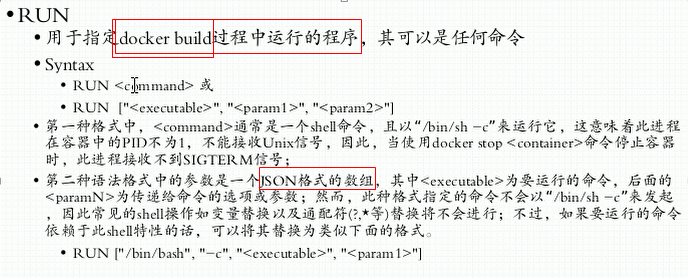 •RUN
• 用于指定docker build过程中运行的程序，其可以是任何命令
• Syntax
• RUN <command> 或
• RUN ["<executable>", "<param1>", "<param2>"]
• 第一种格式中，<command>通常是一个shell命令，且以“/bin/sh -c”来运行它，这意味着此进程
在容器中的PID不为1，不能接收Unix信号，因此，当使用docker stop <container>命令停止容器
时，此进程接收不到SIGTERM信号；
• 第二种语法格式中的参数是一个JSON格式的数组，其中<executable>为要运行的命令，后面的
<paramN>为传递给命令的选项或参数；然而，此种格式指定的命令不会以“/bin/sh -c”来发起
，因此常见的shell操作如变量替换以及通配符(?,*等)替换将不会进行；不过，如果要运行的命令
依赖于此shell特性的话，可以将其替换为类似下面的格式。
• RUN ["/bin/bash", "-c", "<executable>", "<param1>"]